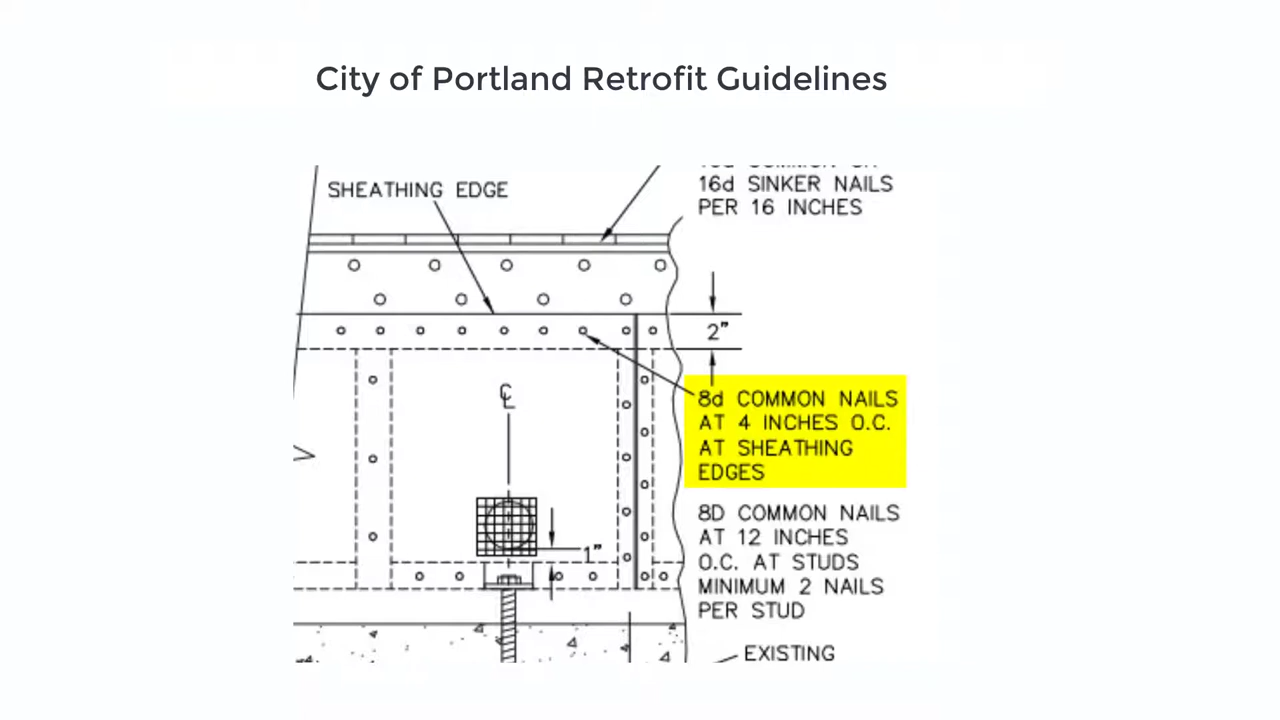 City of Portland Retrofit Guidelines
SHEATHING EDGE
16d SINKER NAILS
PER 16 INCHES
2"
8d COMMON NAILS
AT 4 INCHES O.C.
AT SHEATHING
EDGES
℄
8D COMMON NAILS
AT 12 INCHES
O.C. AT STUDS
MINIMUM 2 NAILS
PER STUD
1"
EXISTING